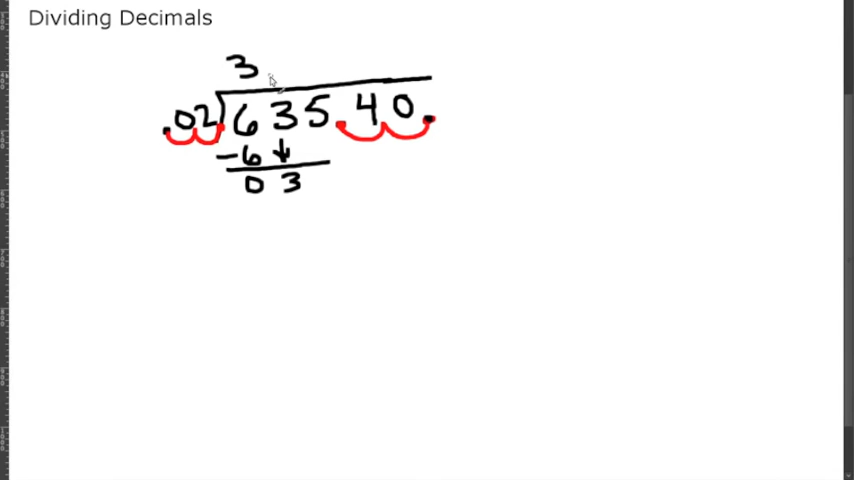 Dividing Decimals
3
.02 635.40.
-6↓
03